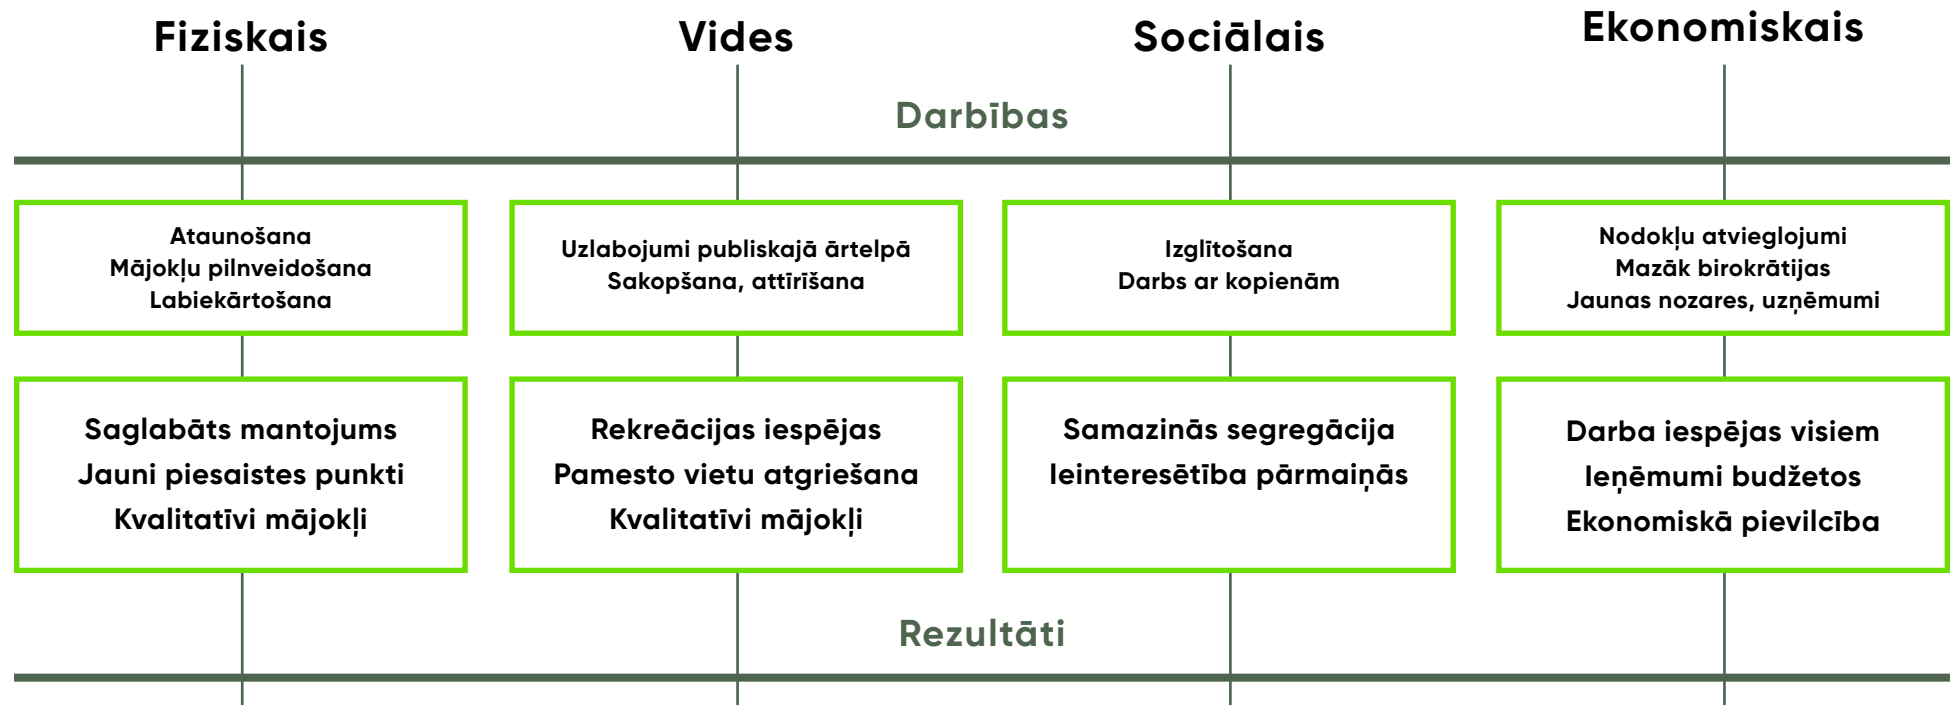 Fiziskais
Vides
Sociālais
Ekonomiskais
Darbības
Ataunošana
Mājokļu pilnveidošana
Labiekārtošana
Uzlabojumi publiskajā ārtelpā
Sakopšana, attīrīšana
Izglītošana
Darbs ar kopienām
Nodokļu atvieglojumi
Mazāk birokrātijas
Jaunas nozares, uzņēmumi
Saglabāts mantojums
Jauni piesaistes punkti
Kvalitatīvi mājokļi
Rekreācijas iespējas
Pamesto vietu atgriešana
Kvalitatīvi mājokļi
Samazinās segregācija
Ieinteresētība pārmaiņās
Darba iespējas visiem
Ieņēmumi budžetos
Ekonomiskā pievilcība
Rezultāti